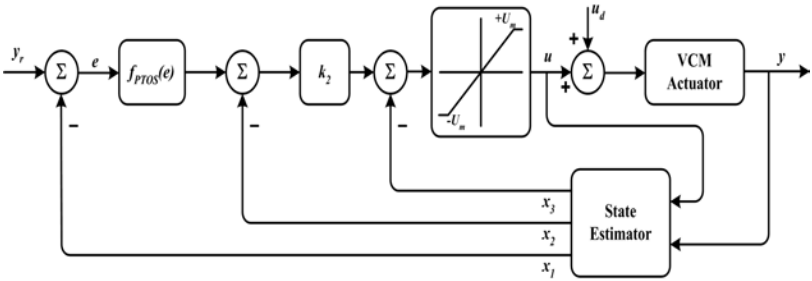 y_r
Σ
e
f_PTOS(e)
Σ
k_2
Σ
+U_m
-U_m
u
u_d
Σ
VCM
Actuator
y
+
+
−
−
−
x_3
x_2
x_1
State
Estimator